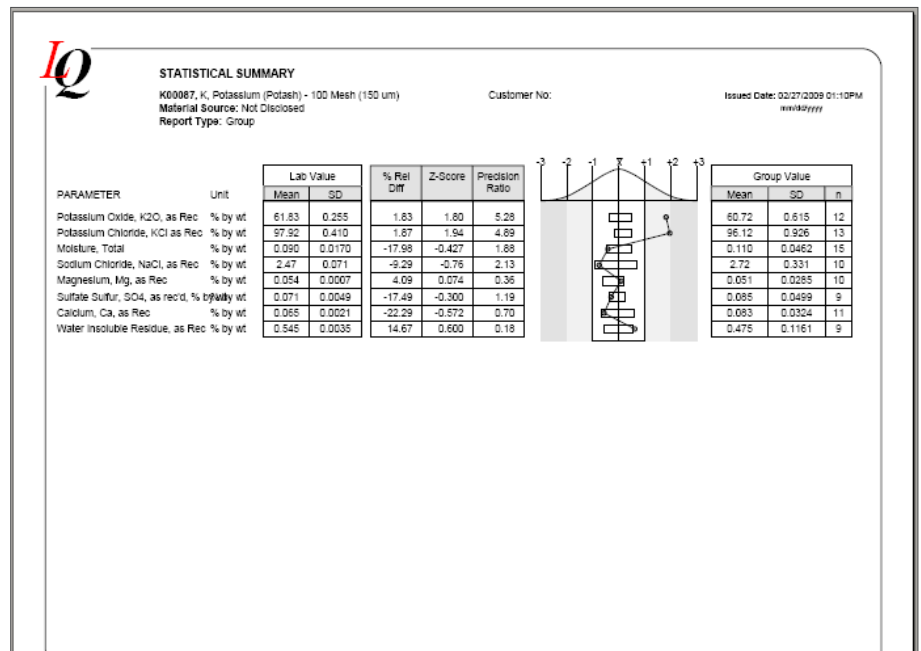 LQ
STATISTICAL SUMMARY
K00087, K, Potassium (Potash) - 100 Mesh (150 um) Customer No: Issued Date: 02/27/2009 01:10PM
Material Source: Not Disclosed mm/dd/yyyy
Report Type: Group
-3 -2 -1 X̄ +1 +2 +3
Lab Value % Rel Diff Z-Score Precision Ratio Group Value
PARAMETER Unit Mean SD Mean SD n
Potassium Oxide, K2O, as Rec % by wt 61.83 0.255 1.83 1.80 5.28 60.72 0.615 12
Potassium Chloride, KCl as Rec % by wt 97.92 0.410 1.87 1.94 4.89 96.12 0.926 13
Moisture, Total % by wt 0.090 0.0170 -17.98 -0.427 1.88 0.110 0.0462 15
Sodium Chloride, NaCl, as Rec % by wt 2.47 0.071 -9.29 -0.76 2.13 2.72 0.331 10
Magnesium, Mg, as Rec % by wt 0.054 0.0007 4.09 0.074 0.36 0.051 0.0285 10
Sulfate Sulfur, SO4, as rec'd, % by wt 0.071 0.0049 -17.49 -0.300 1.19 0.085 0.0499 9
Calcium, Ca, as Rec % by wt 0.065 0.0021 -22.29 -0.572 0.70 0.083 0.0324 11
Water Insoluble Residue, as Rec % by wt 0.545 0.0035 14.67 0.600 0.18 0.475 0.1161 9